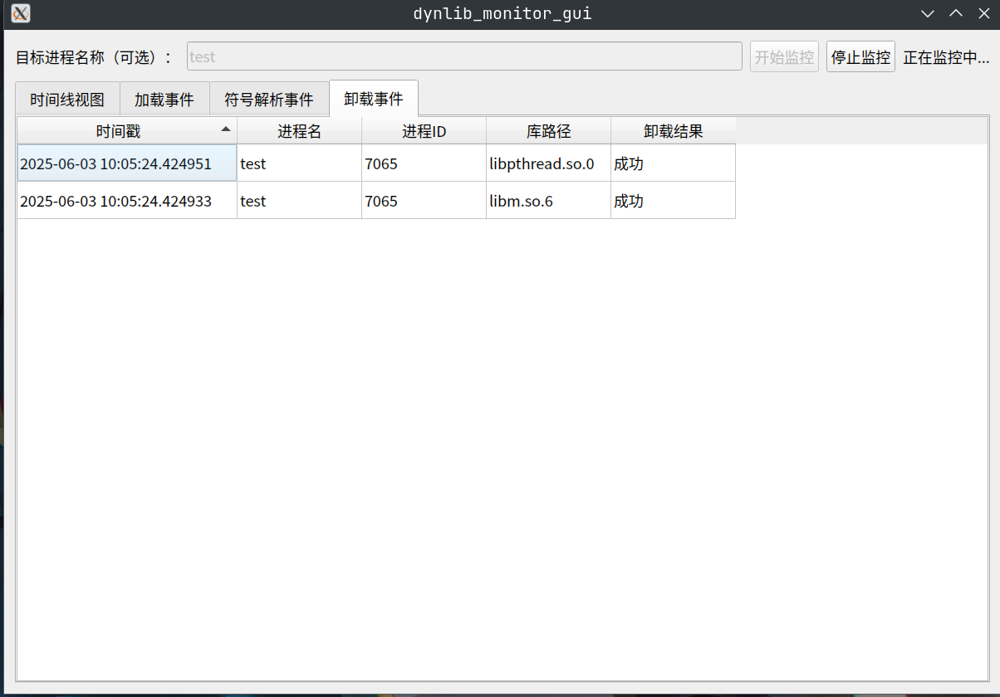 dynlib_monitor_gui
目标进程名称（可选）： test 开始监控 停止监控 正在监控中...
时间线视图 加载事件 符号解析事件 卸载事件
时间戳 进程名 进程ID 库路径 卸载结果
2025-06-03 10:05:24.424951 test 7065 libpthread.so.0 成功
2025-06-03 10:05:24.424933 test 7065 libm.so.6 成功